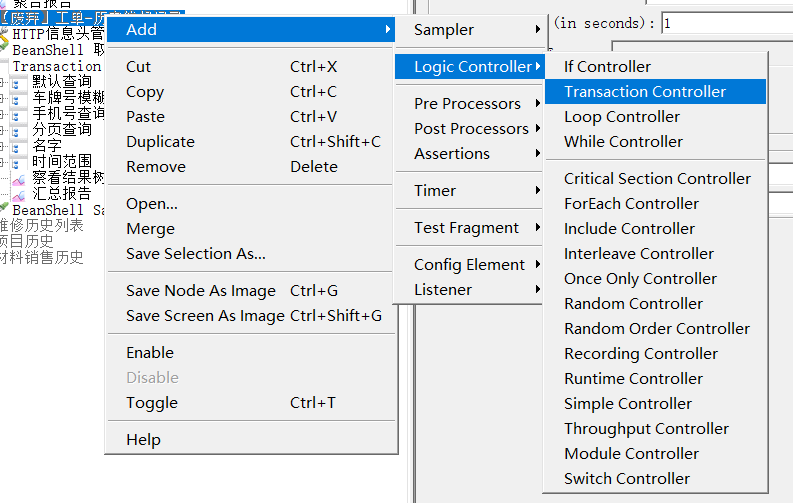 聚合报告
【废弃】工单-历史
HTTP信息头管
BeanShell 取
Transaction
默认查询
车牌号模糊
手机号查询
分页查询
名字
时间范围
察看结果树
汇总报告
BeanShell Sa
维修历史列表
项目历史
材料销售历史
Add
Cut Ctrl+X
Copy Ctrl+C
Paste Ctrl+V
Duplicate Ctrl+Shift+C
Remove Delete
Open...
Merge
Save Selection As...
Save Node As Image Ctrl+G
Save Screen As Image Ctrl+Shift+G
Enable
Disable
Toggle Ctrl+T
Help
Sampler
Logic Controller
Pre Processors
Post Processors
Assertions
Timer
Test Fragment
Config Element
Listener
(in seconds): 1
If Controller
Transaction Controller
Loop Controller
While Controller
Critical Section Controller
ForEach Controller
Include Controller
Interleave Controller
Once Only Controller
Random Controller
Random Order Controller
Recording Controller
Runtime Controller
Simple Controller
Throughput Controller
Module Controller
Switch Controller